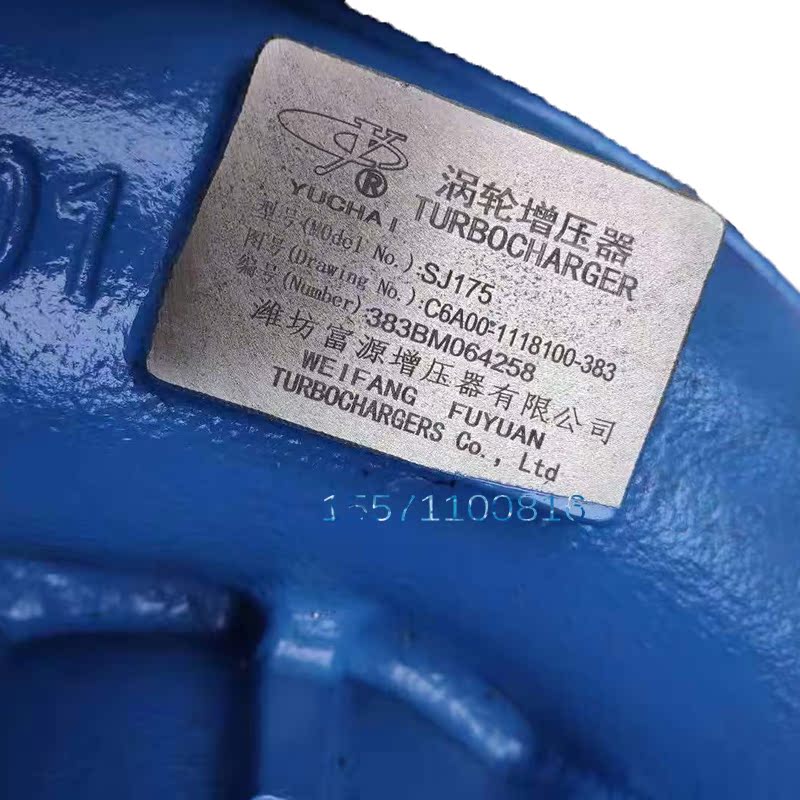 01
YUCHAI
®
涡轮增压器
TURBOCHARGER
型号(MOdel No.):SJ175
图号(Drawing No.):C6A00-1118100-383
编号(Number):383BM064258
潍坊富源增压器有限公司
WEIFANG FUYUAN
TURBOCHARGERS Co., Ltd